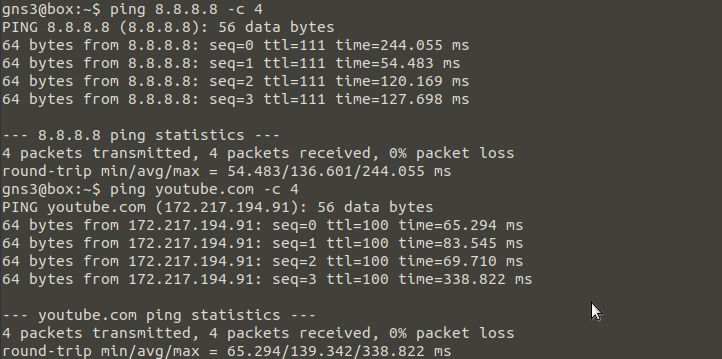 gns3@box:~$ ping 8.8.8.8 -c 4
PING 8.8.8.8 (8.8.8.8): 56 data bytes
64 bytes from 8.8.8.8: seq=0 ttl=111 time=244.055 ms
64 bytes from 8.8.8.8: seq=1 ttl=111 time=54.483 ms
64 bytes from 8.8.8.8: seq=2 ttl=111 time=120.169 ms
64 bytes from 8.8.8.8: seq=3 ttl=111 time=127.698 ms

--- 8.8.8.8 ping statistics ---
4 packets transmitted, 4 packets received, 0% packet loss
round-trip min/avg/max = 54.483/136.601/244.055 ms
gns3@box:~$ ping youtube.com -c 4
PING youtube.com (172.217.194.91): 56 data bytes
64 bytes from 172.217.194.91: seq=0 ttl=100 time=65.294 ms
64 bytes from 172.217.194.91: seq=1 ttl=100 time=83.545 ms
64 bytes from 172.217.194.91: seq=2 ttl=100 time=69.710 ms
64 bytes from 172.217.194.91: seq=3 ttl=100 time=338.822 ms

--- youtube.com ping statistics ---
4 packets transmitted, 4 packets received, 0% packet loss
round-trip min/avg/max = 65.294/139.342/338.822 ms